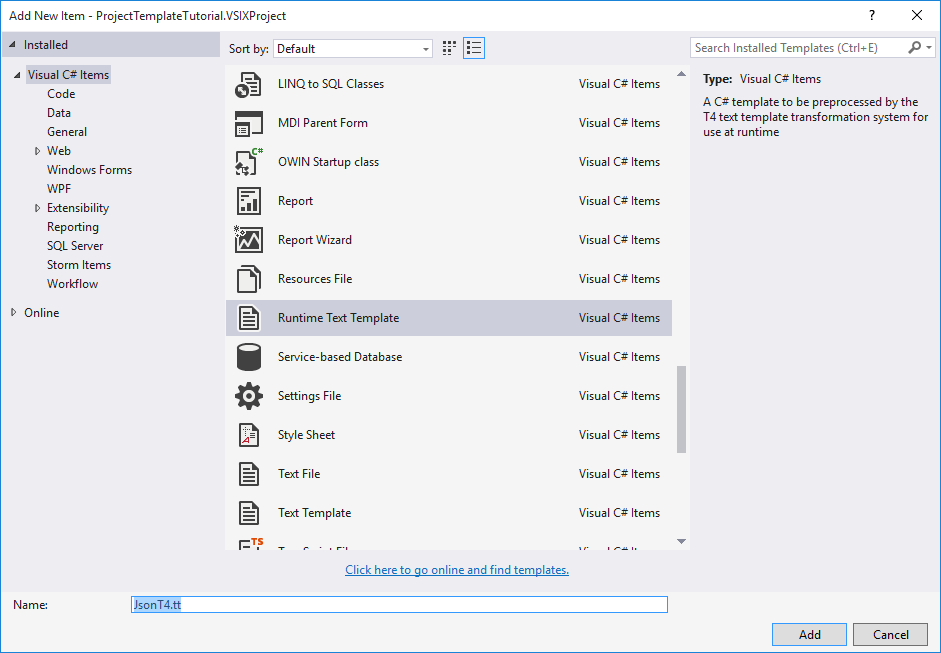 Add New Item - ProjectTemplateTutorial.VSIXProject
?
Installed
Sort by: Default
Search Installed Templates (Ctrl+E)
Visual C# Items
Code
Data
General
Web
Windows Forms
WPF
Extensibility
Reporting
SQL Server
Storm Items
Workflow
Online
LINQ to SQL Classes Visual C# Items
MDI Parent Form Visual C# Items
C#
OWIN Startup class Visual C# Items
Report Visual C# Items
Report Wizard Visual C# Items
Resources File Visual C# Items
Runtime Text Template Visual C# Items
Service-based Database Visual C# Items
Settings File Visual C# Items
A
Style Sheet Visual C# Items
Text File Visual C# Items
Text Template Visual C# Items
TS
Type: Visual C# Items
A C# template to be preprocessed by the
T4 text template transformation system for
use at runtime
Click here to go online and find templates.
Name: JsonT4.tt
Add Cancel